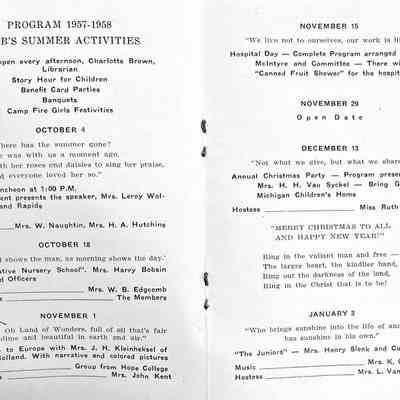 PROGRAM 1957-1958
B'S SUMMER ACTIVITIES
open every afternoon, Charlotte Brown,
Librarian
Story Hour for Children
Benefit Card Parties
Banquets
Camp Fire Girls Festivities
OCTOBER 4
here has the summer gone?
e was with us a moment ago,
ith her roses and daisies to sing her praise,
d everyone loved her so."
ncheon at 1:00 P.M.
ent presents the speaker, Mrs. Leroy Wol-
and Rapids
Mrs. W. Naughtin, Mrs. H. A. Hutchins
OCTOBER 18
d shows the man, as morning shows the day.'
ative Nursery School". Mrs. Harry Bobsin
d Officers
Mrs. W. B. Edgcomb
The Members
NOVEMBER 1
Oh Land of Wonders, full of all that's fair
dine and beautiful in earth and air."
to Europe with Mrs. J. H. Kleinheksel of
olland. With narrative and colored pictures
Group from Hope College
Mrs. John Kent
NOVEMBER 15
"We live not to ourselves, our work is li
Hospital Day — Complete Program arranged
McIntyre and Committee — There wi
"Canned Fruit Shower" for the hospit
NOVEMBER 29
Open Date
DECEMBER 13
"Not what we give, but what we share
Annual Christmas Party — Program presen
Mrs. H. H. Van Syckel — Bring G
Michigan Children's Home
Hostess Miss Ruth
"MERRY CHRISTMAS TO ALL
AND HAPPY NEW YEAR!"
Ring in the valiant man and free —
The larger heart, the kindlier hand,
Ring out the darkness of the land,
Ring in the Christ that is to be!
JANUARY 3
"Who brings sunshine into the life of ano
has sunshine in his own."
"The Juniors" — Mrs. Henry Slenk and Co
Music K.
Hostess L. Van